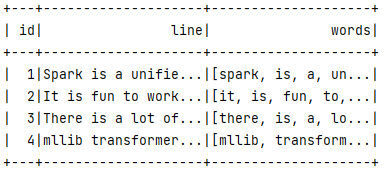 +---+--------------------+--------------------+
| id|                line|               words|
+---+--------------------+--------------------+
|  1|Spark is a unifie...|[spark, is, a, un...|
|  2|It is fun to work...|[it, is, fun, to,...|
|  3|There is a lot of...|[there, is, a, lo...|
|  4|mllib transformer...|[mllib, transform...|
+---+--------------------+--------------------+